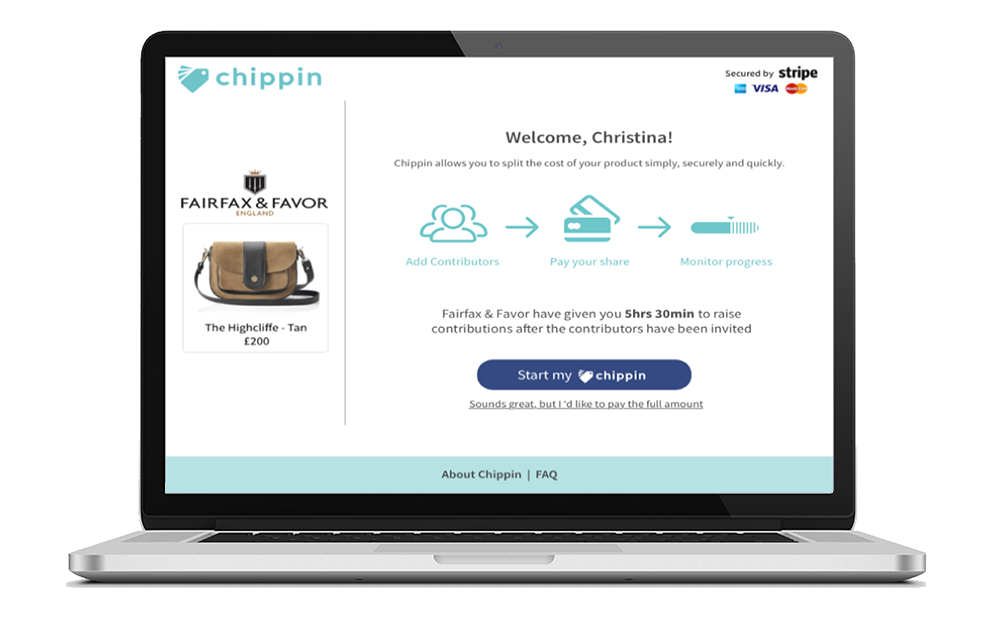 chippin
Secured by stripe
VISA
Welcome, Christina!
Chippin allows you to split the cost of your product simply, securely and quickly.
FAIRFAX & FAVOR
ENGLAND
Add Contributors
Pay your share
Monitor progress
The Highcliffe - Tan
£200
Fairfax & Favor have given you 5hrs 30min to raise
contributions after the contributors have been invited
Start my chippin
Sounds great, but I 'd like to pay the full amount
About Chippin | FAQ